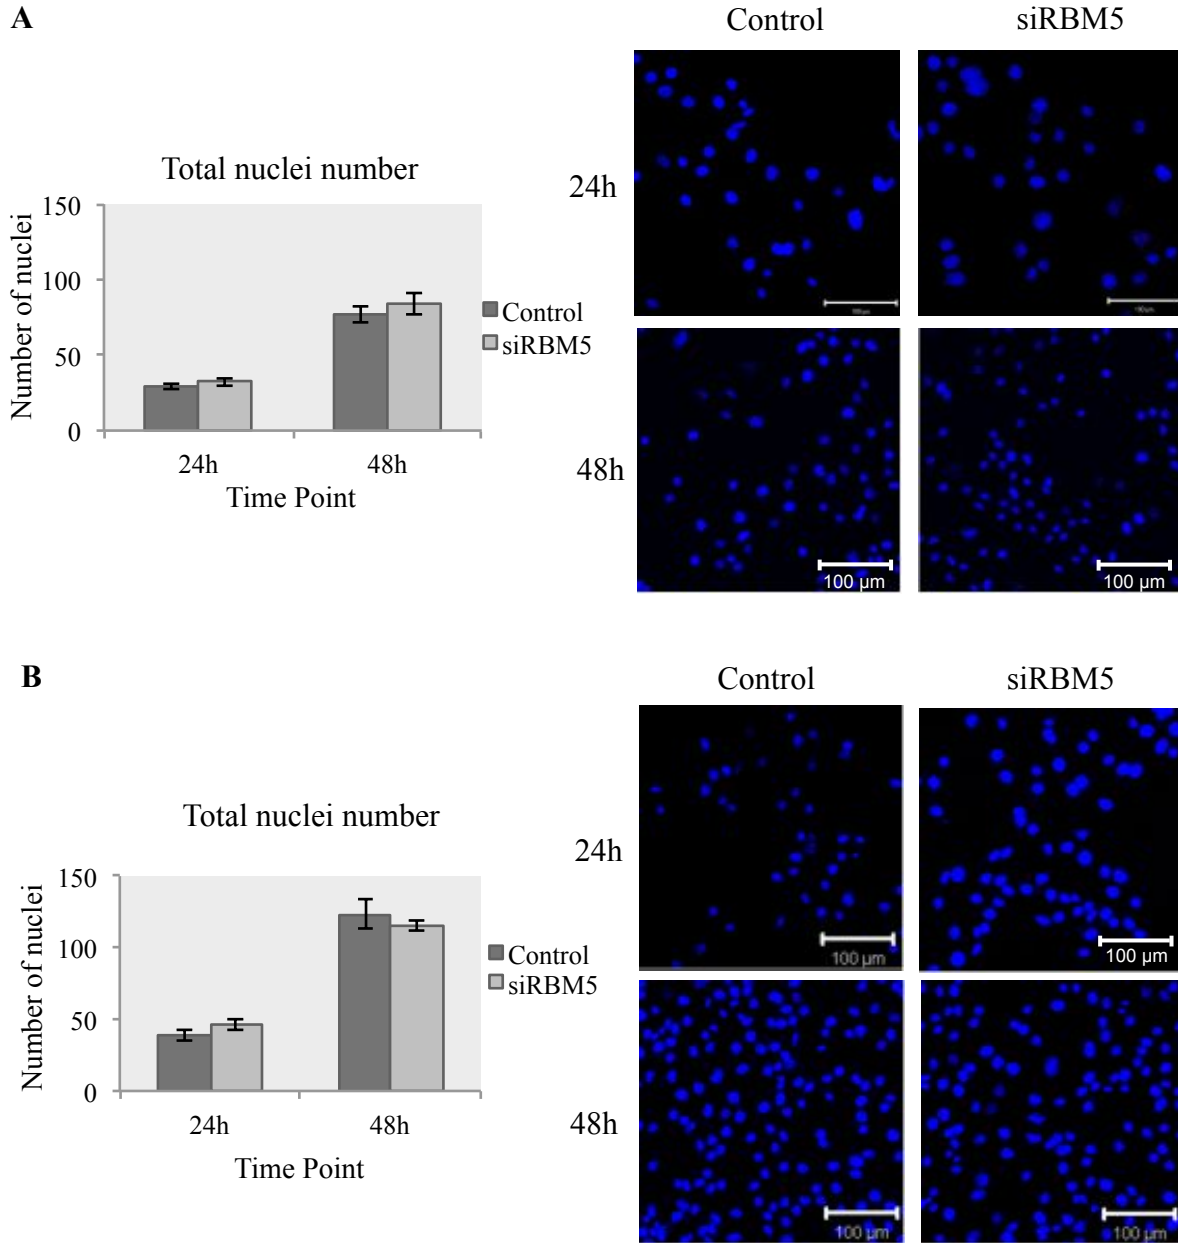 A
Control
siRBM5
Total nuclei number
Number of nuclei
150
100
50
0
24h
48h
Time Point
Control
siRBM5
24h
48h
100 µm
100 µm
B
Control
siRBM5
Total nuclei number
Number of nuclei
150
100
50
0
24h
48h
Time Point
Control
siRBM5
24h
100 µm
100 µm
48h
100 µm
100 µm